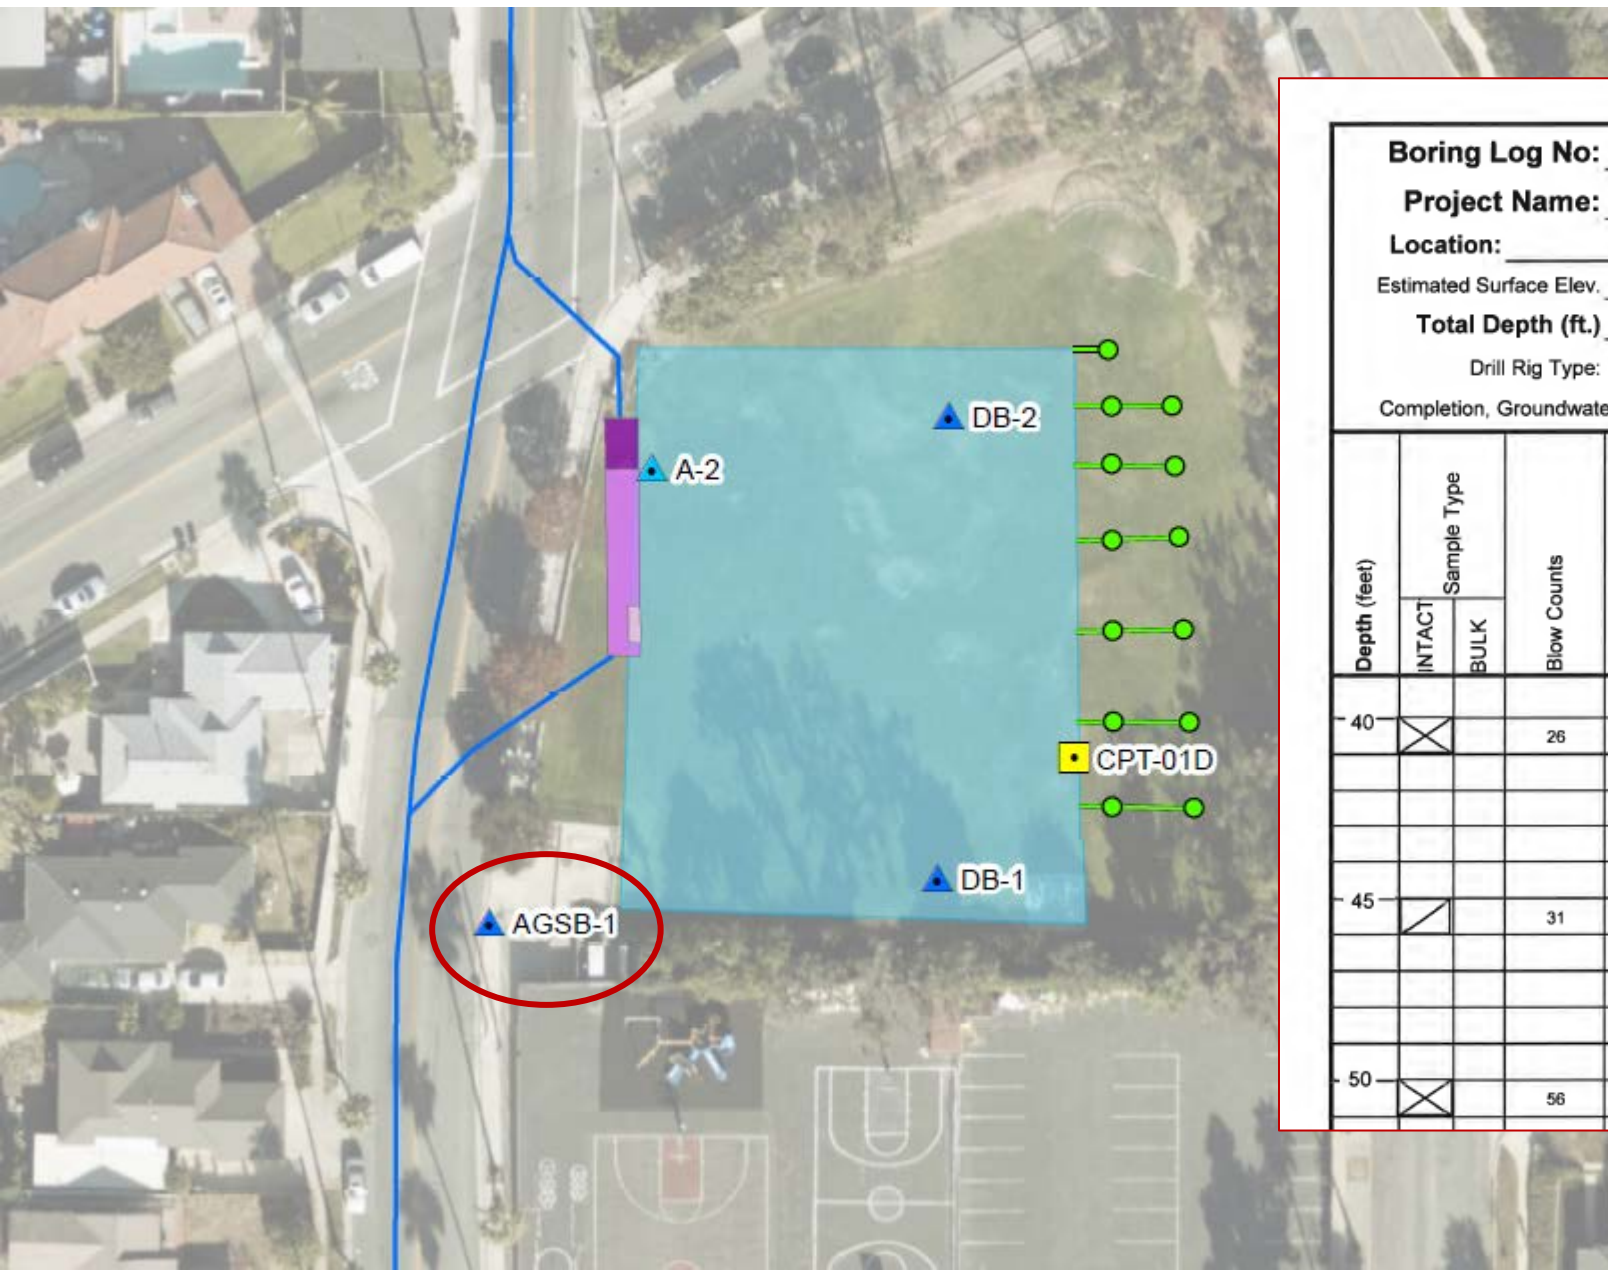 DB-2
A-2
CPT-01D
DB-1
AGSB-1
Boring Log No:
Project Name:
Location:
Estimated Surface Elev.
Total Depth (ft.)
Drill Rig Type:
Completion, Groundwate
Depth (feet)
Sample Type
INTACT
BULK
Blow Counts
40
26
45
31
50
56